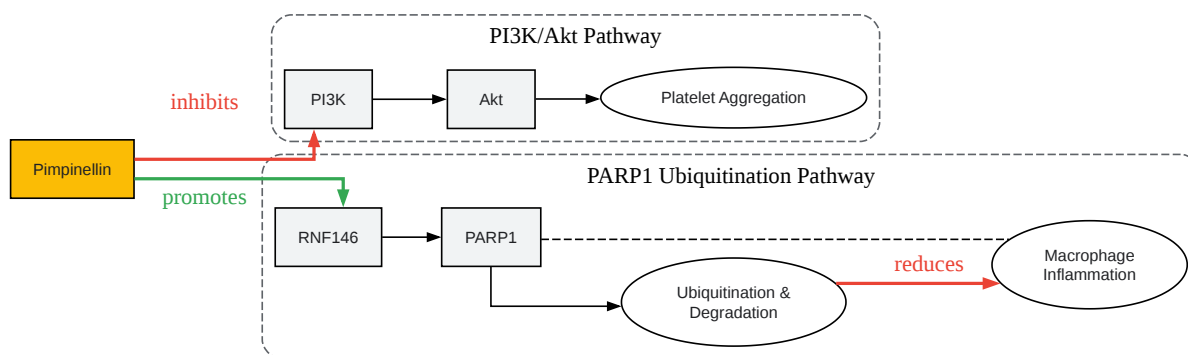 PI3K/Akt Pathway
PI3K
Akt
Platelet Aggregation
inhibits
Pimpinellin
promotes
PARP1 Ubiquitination Pathway
RNF146
PARP1
reduces
Macrophage
Inflammation
Ubiquitination &
Degradation